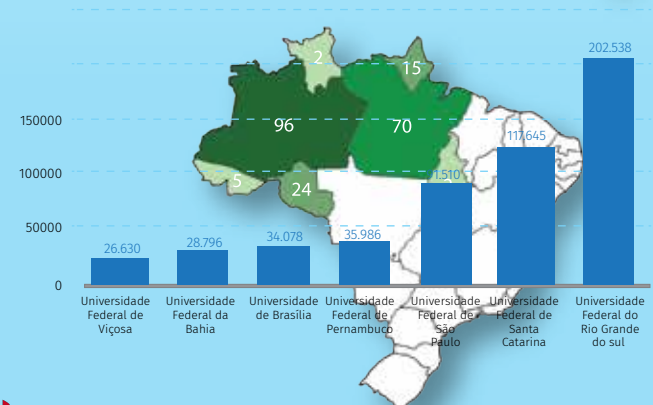 2
15
202.538
150000
96
70
117.645
100000
5
24
50000
26.630
28.796
34.078
35.986
0
Universidade
Federal de
Viçosa
Universidade
Federal da
Bahia
Universidade
de Brasília
Universidade
Federal de
Pernambuco
Universidade
Federal de
São
Paulo
Universidade
Federal de
Santa
Catarina
Universidade
Federal do
Rio Grande
do sul